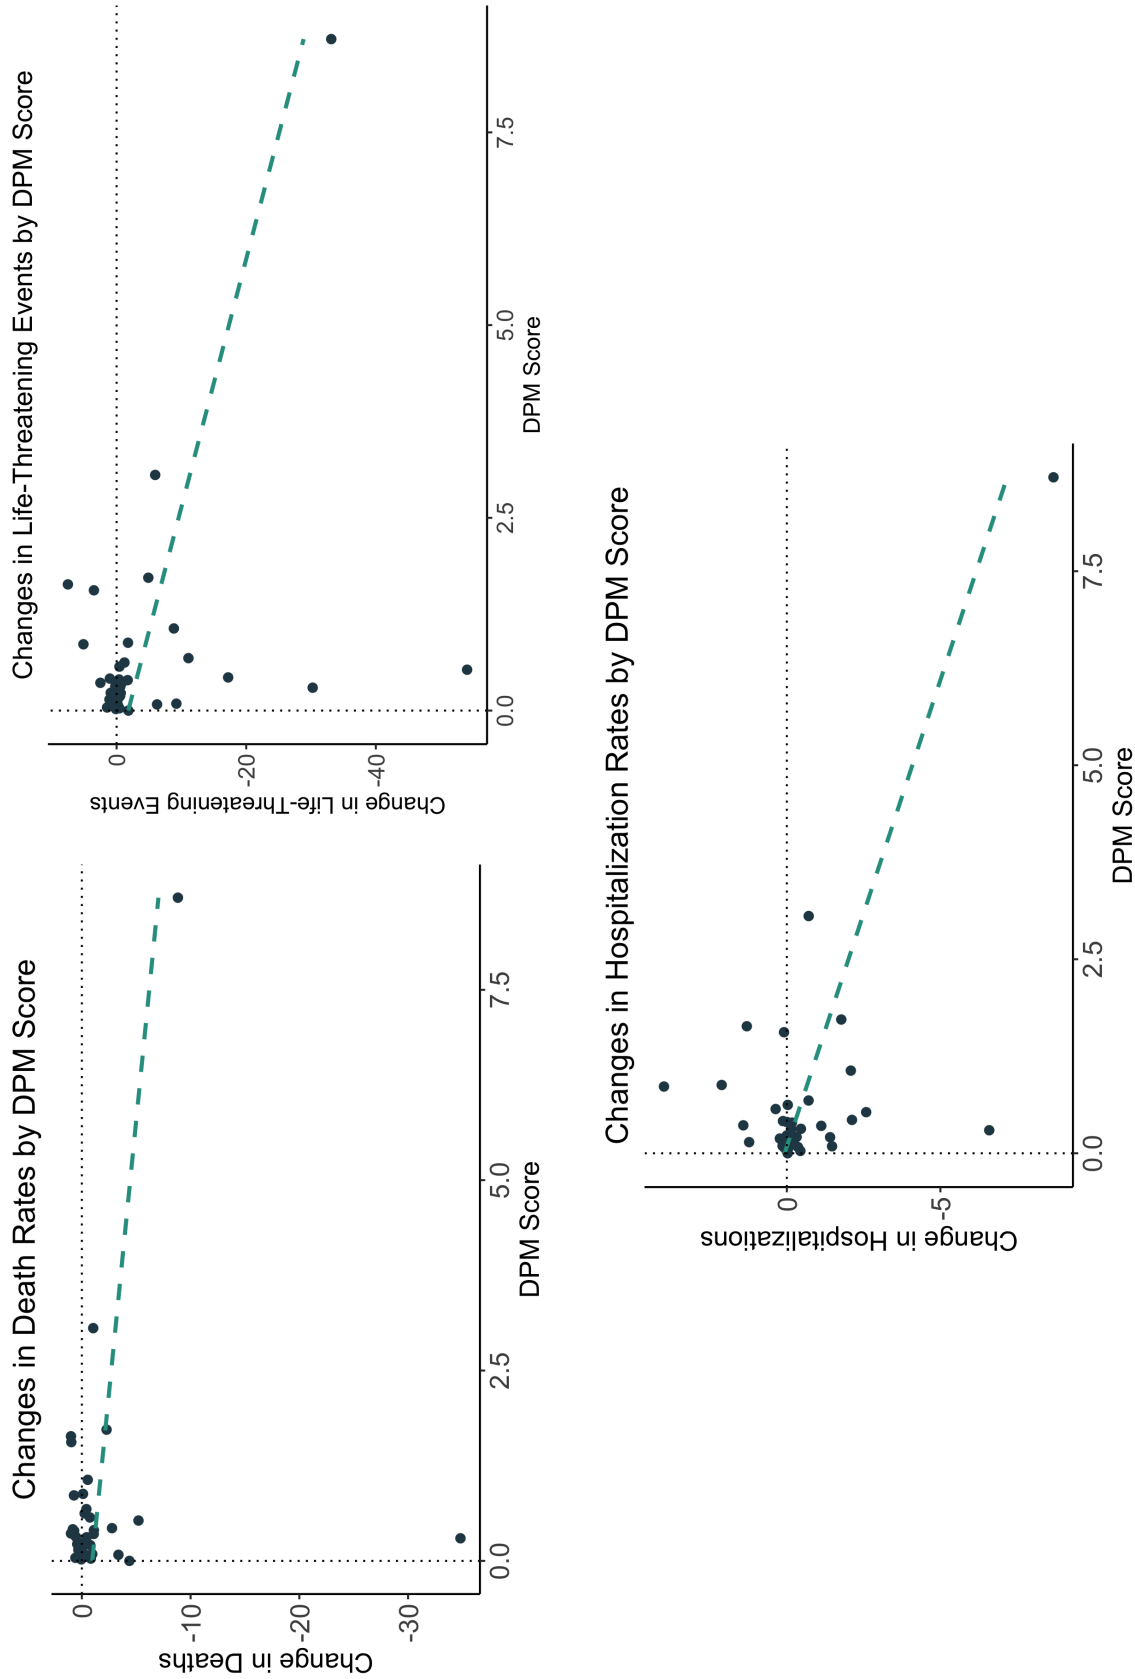 Changes in Death Rates by DPM Score
Change in Deaths
0
-10
-20
-30
0.0
2.5
5.0
7.5
DPM Score
Changes in Life-Threatening Events by DPM Score
Change in Life-Threatening Events
0
-20
-40
0.0
2.5
5.0
7.5
DPM Score
Changes in Hospitalization Rates by DPM Score
Change in Hospitalizations
0
-5
0.0
2.5
5.0
7.5
DPM Score